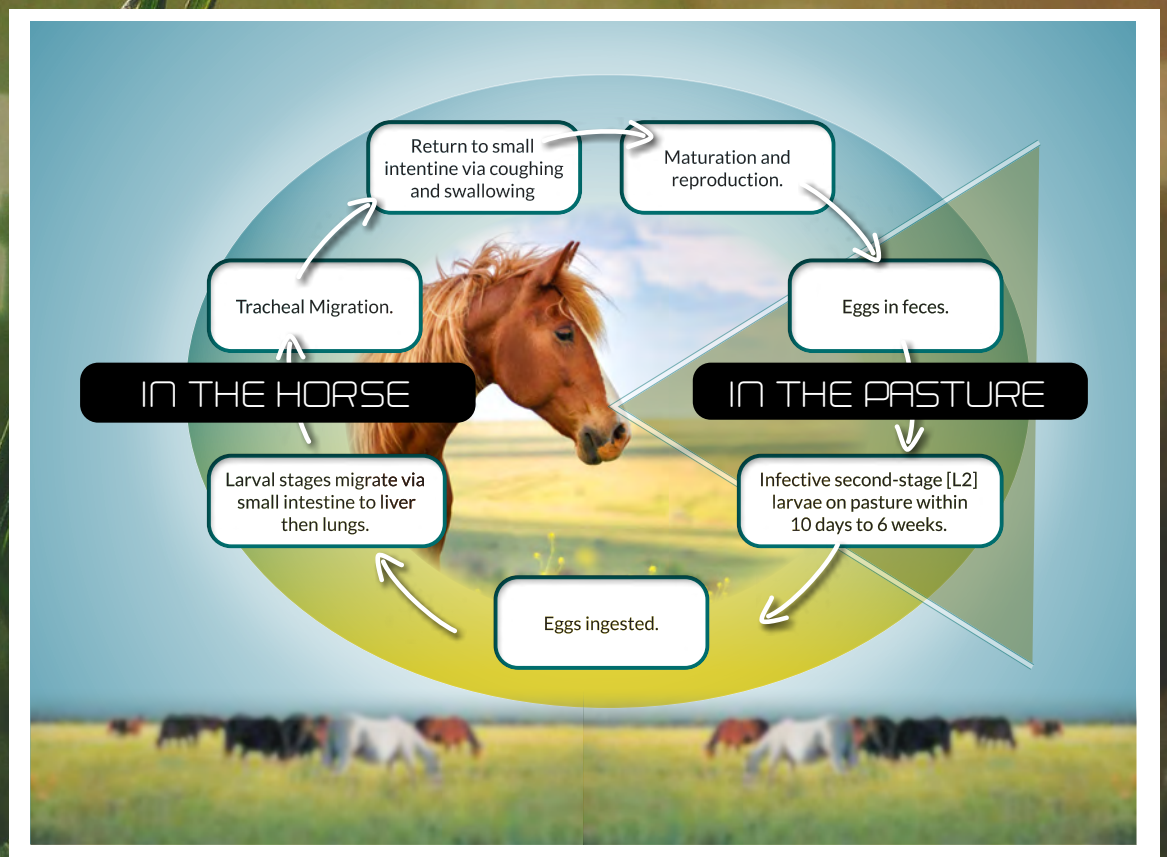 Return to small
intentine via coughing
and swallowing
Maturation and
reproduction.
Tracheal Migration.
Eggs in feces.
IN THE HORSE
IN THE PASTURE
Larval stages migrate via
small intestine to liver
then lungs.
Infective second-stage [L2]
larvae on pasture within
10 days to 6 weeks.
Eggs ingested.